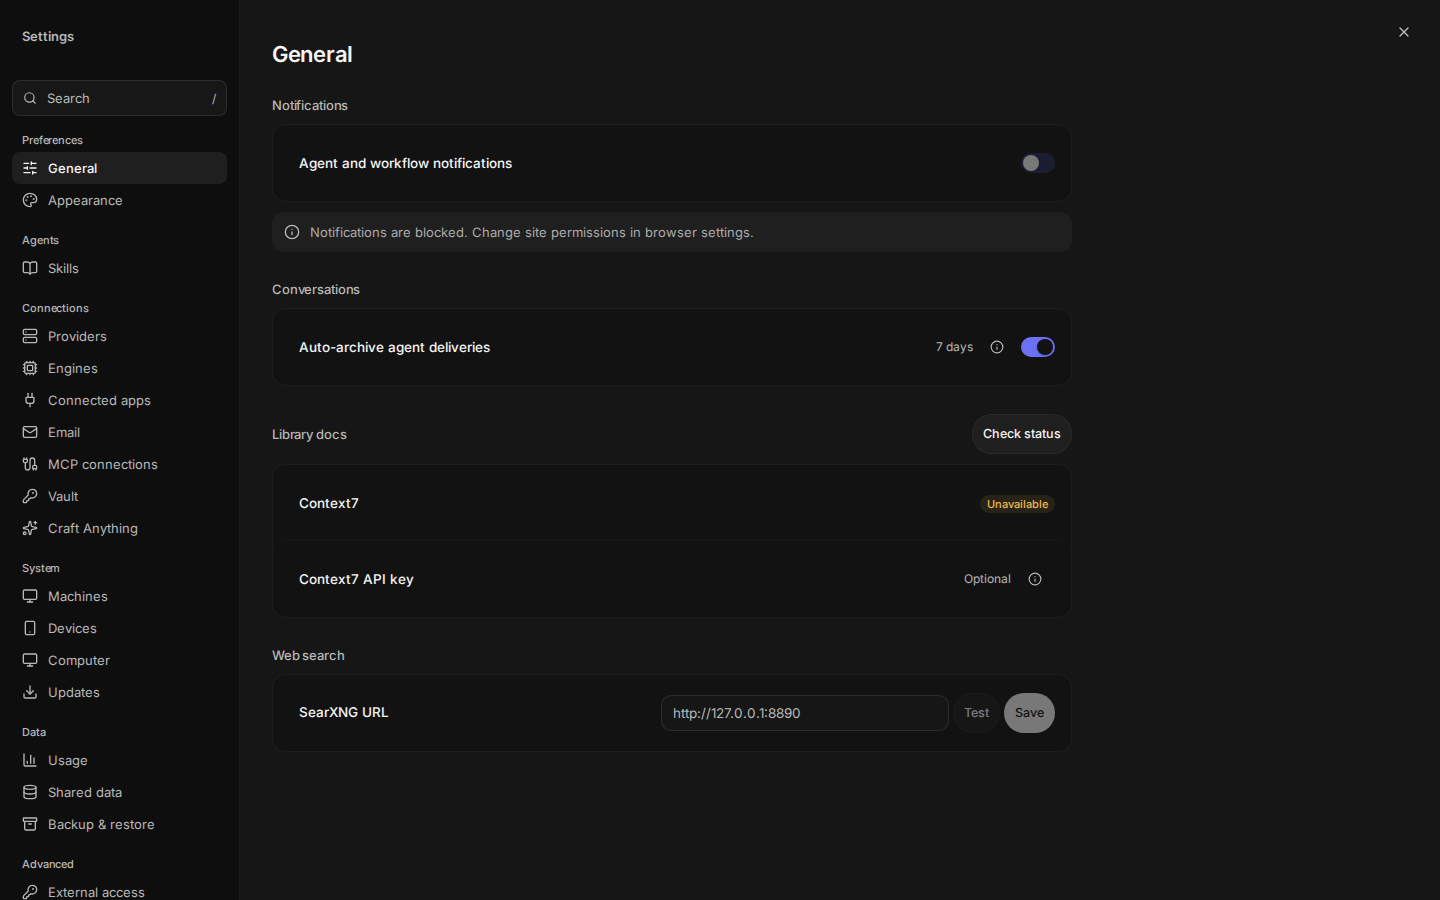 Settings
Search /
Preferences
General
Appearance
Agents
Skills
Connections
Providers
Engines
Connected apps
Email
MCP connections
Vault
Craft Anything
System
Machines
Devices
Computer
Updates
Data
Usage
Shared data
Backup & restore
Advanced
External access
General
Notifications
Agent and workflow notifications
Notifications are blocked. Change site permissions in browser settings.
Conversations
Auto-archive agent deliveries 7 days
Library docs Check status
Context7 Unavailable
Context7 API key Optional
Web search
SearXNG URL http://127.0.0.1:8890 Test Save